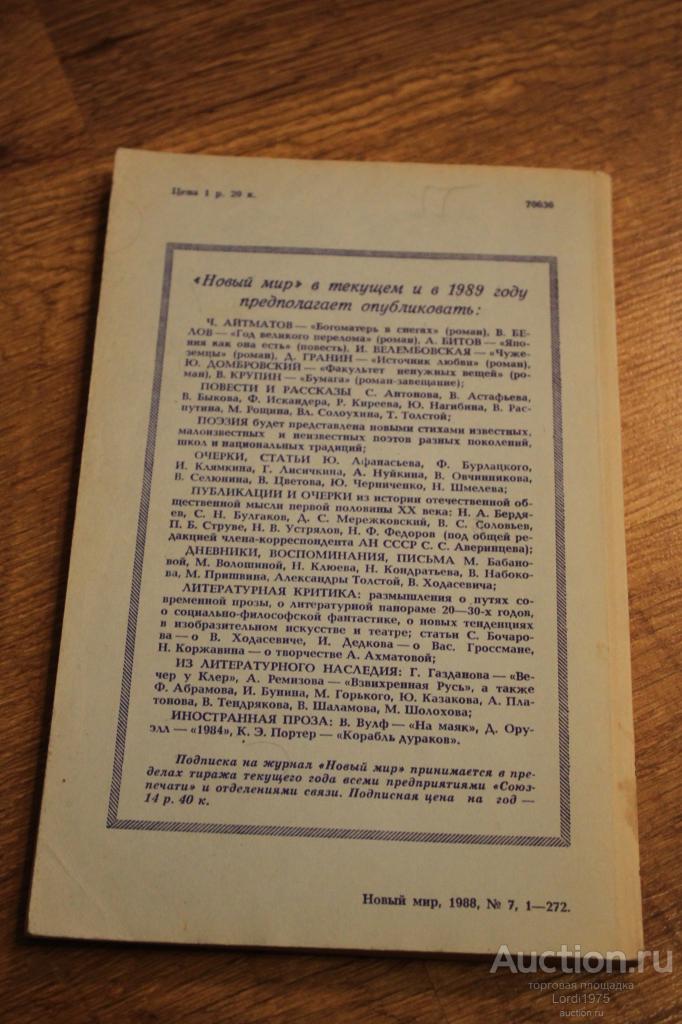 Цена 1 р. 20 к.
70636
«Новый мир» в текущем и в 1989 году
предполагает опубликовать:
Ч. АЙТМАТОВ — «Богоматерь в снегах» (роман), В. БЕ-
ЛОВ — «Год великого перелома» (роман), А. БИТОВ — «Япо-
ния как она есть» (повесть), И. ВЕЛЕМБОВСКАЯ — «Чуже-
земцы» (роман), Д. ГРАНИН — «Источник любви» (роман),
Ю. ДОМБРОВСКИЙ — «Факультет ненужных вещей» (ро-
ман), В. КРУПИН — «Бумага» (роман-завещание);
ПОВЕСТИ И РАССКАЗЫ С. Антонова, В. Астафьева,
В. Быкова, Ф. Искандера, Р. Киреева, Ю. Нагибина, В. Рас-
путина, М. Рощина, Вл. Солоухина, Т. Толстой;
ПОЭЗИЯ будет представлена новыми стихами известных,
малоизвестных и неизвестных поэтов разных поколений,
школ и национальных традиций;
ОЧЕРКИ, СТАТЬИ Ю. Афанасьева, Ф. Бурлацкого,
И. Клямкина, Г. Лисичкина, А. Нуйкина, В. Овчинникова,
В. Селюнина, В. Цветова, Ю. Черниченко, Н. Шмелева;
ПУБЛИКАЦИИ И ОЧЕРКИ из истории отечественной об-
щественной мысли первой половины XX века: Н. А. Бердя-
ев, С. Н. Булгаков, Д. С. Мережковский, В. С. Соловьев,
П. Б. Струве, Н. В. Устрялов, Н. Ф. Федоров (под общей ре-
дакцией члена-корреспондента АН СССР С. С. Аверинцева);
ДНЕВНИКИ, ВОСПОМИНАНИЯ, ПИСЬМА М. Бабано-
вой, М. Волошиной, Н. Клюева, Н. Кондратьева, В. Набоко-
ва, М. Пришвина, Александры Толстой, В. Ходасевича;
ЛИТЕРАТУРНАЯ КРИТИКА: размышления о путях со-
временной прозы, о литературной панораме 20—30-х годов,
о социально-философской фантастике, о новых тенденциях
в изобразительном искусстве и театре; статьи С. Бочаро-
ва — о В. Ходасевиче, И. Дедкова — о Вас. Гроссмане,
Н. Коржавина — о творчестве А. Ахматовой;
ИЗ ЛИТЕРАТУРНОГО НАСЛЕДИЯ: Г. Газданова — «Ве-
чер у Клер», А. Ремизова — «Взвихренная Русь», а также
Ф. Абрамова, И. Бунина, М. Горького, Ю. Казакова, А. Пла-
тонова, В. Тендрякова, В. Шаламова, М. Шолохова;
ИНОСТРАННАЯ ПРОЗА: В. Вулф — «На маяк», Д. Ору-
элл — «1984», К. Э. Портер — «Корабль дураков».
Подписка на журнал «Новый мир» принимается в пре-
делах тиража текущего года всеми предприятиями «Союз-
печати» и отделениями связи. Подписная цена на год —
14 р. 40 к.
Новый мир, 1988, № 7, 1—272.
Auction.ru
торговая площадка
Lordi1975
auction.ru